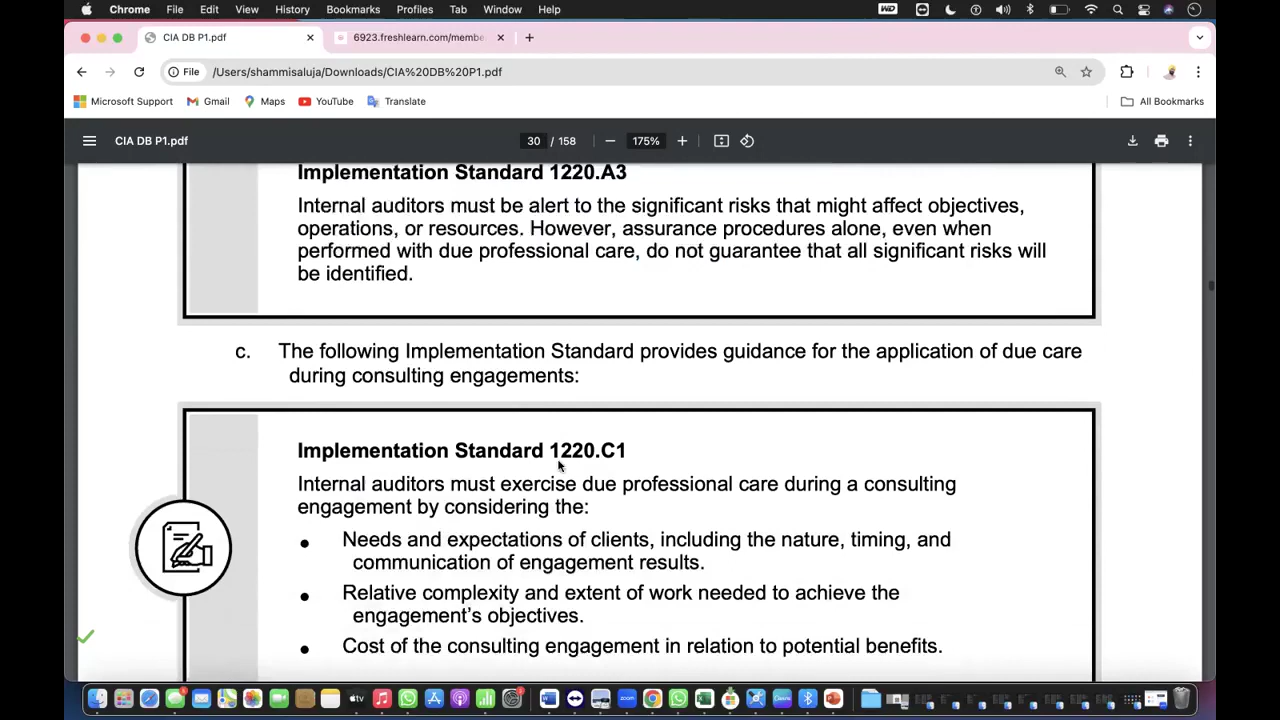 Chrome File Edit View History Bookmarks Profiles Tab Window Help
CIA DB P1.pdf
6923.freshlearn.com/membe
File
/Users/shammisaluja/Downloads/CIA%20DB%20P1.pdf
Microsoft Support Gmail Maps YouTube Translate All Bookmarks
CIA DB P1.pdf 30 / 158 175%
Implementation Standard 1220.A3
Internal auditors must be alert to the significant risks that might affect objectives,
operations, or resources. However, assurance procedures alone, even when
performed with due professional care, do not guarantee that all significant risks will
be identified.
c. The following Implementation Standard provides guidance for the application of due care
during consulting engagements:
Implementation Standard 1220.C1
Internal auditors must exercise due professional care during a consulting
engagement by considering the:
● Needs and expectations of clients, including the nature, timing, and
communication of engagement results.
● Relative complexity and extent of work needed to achieve the
engagement's objectives.
● Cost of the consulting engagement in relation to potential benefits.